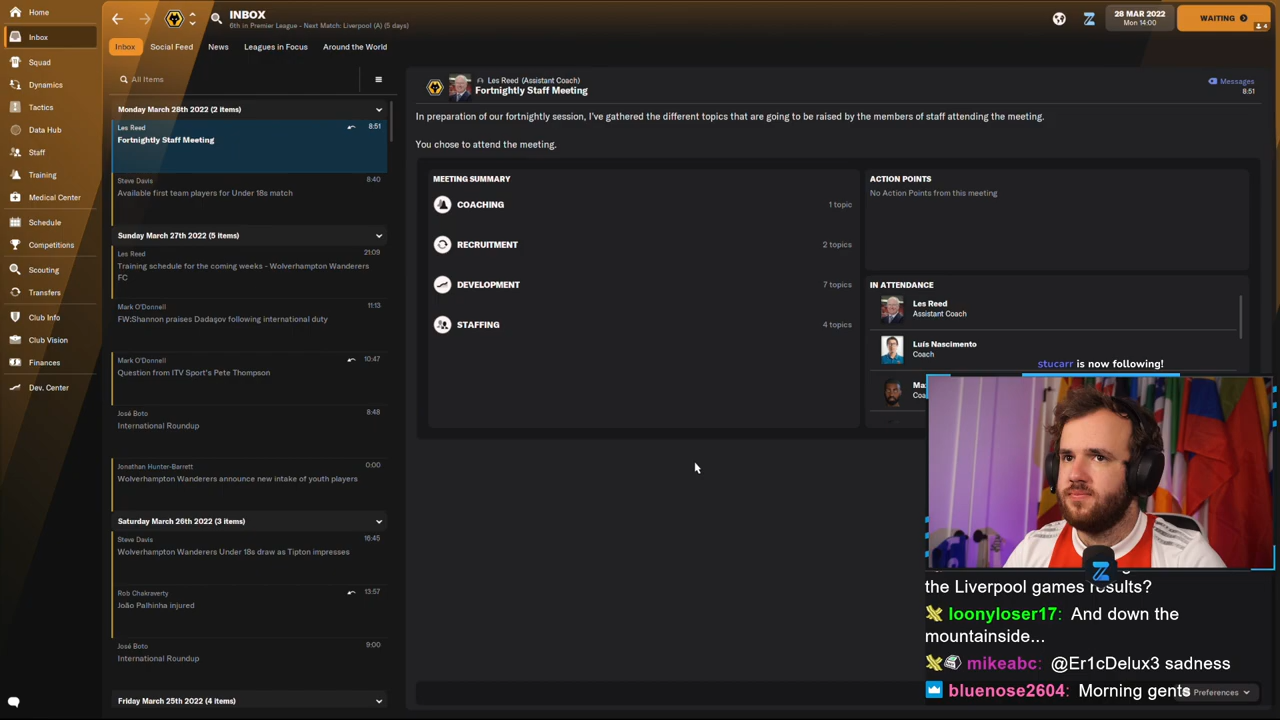 Home
Inbox
Squad
Dynamics
Tactics
Data Hub
Staff
Training
Medical Center
Schedule
Competitions
Scouting
Transfers
Club Info
Club Vision
Finances
Dev. Center
INBOX
6th in Premier League - Next Match: Liverpool (A) (5 days)
28 MAR 2022
Mon 14:00
WAITING
4
Inbox
Social Feed
News
Leagues in Focus
Around the World
All Items
Monday March 28th 2022 (2 items)
Les Reed
8:51
Fortnightly Staff Meeting
Steve Davis
8:40
Available first team players for Under 18s match
Sunday March 27th 2022 (5 items)
Les Reed
21:09
Training schedule for the coming weeks - Wolverhampton Wanderers
FC
Mark O'Donnell
11:13
FW:Shannon praises Dadaşov following international duty
Mark O'Donnell
10:47
Question from ITV Sport's Pete Thompson
José Boto
8:48
International Roundup
Jonathan Hunter-Barrett
0:00
Wolverhampton Wanderers announce new intake of youth players
Saturday March 26th 2022 (3 items)
Steve Davis
16:45
Wolverhampton Wanderers Under 18s draw as Tipton impresses
Rob Chakraverty
13:57
João Palhinha injured
José Boto
9:00
International Roundup
Friday March 25th 2022 (4 items)
Les Reed (Assistant Coach)
Fortnightly Staff Meeting
Messages
8:51
In preparation of our fortnightly session, I've gathered the different topics that are going to be raised by the members of staff attending the meeting.
You chose to attend the meeting.
MEETING SUMMARY
COACHING
1 topic
RECRUITMENT
2 topics
DEVELOPMENT
7 topics
STAFFING
4 topics
ACTION POINTS
No Action Points from this meeting
IN ATTENDANCE
Les Reed
Assistant Coach
Luís Nascimento
Coach
stucarr is now following!
the Liverpool games results?
loonyloser17: And down the
mountainside...
mikeabc: @Er1cDelux3 sadness
bluenose2604: Morning gents
Preferences